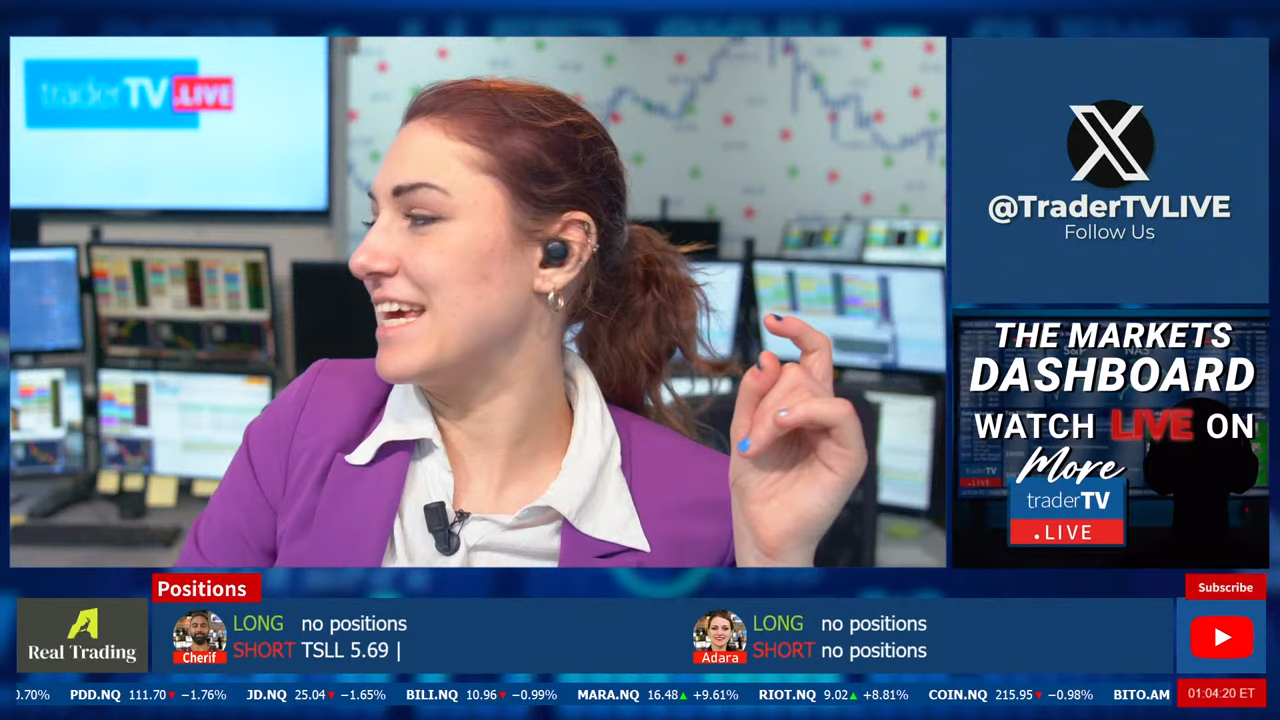 traderTV.LIVE
@TraderTVLIVE
Follow Us
THE MARKETS
DASHBOARD
WATCH LIVE ON
More
traderTV
.LIVE
Positions
Subscribe
Real Trading
Cherif
LONG no positions
SHORT TSLL 5.69 |
Adara
LONG no positions
SHORT no positions
0.70% PDD.NQ 111.70▼ −1.76% JD.NQ 25.04▼ −1.65% BILI.NQ 10.96▼ −0.99% MARA.NQ 16.48▲ +9.61% RIOT.NQ 9.02▲ +8.81% COIN.NQ 215.95▼ −0.98% BITO.AM
01:04:20 ET